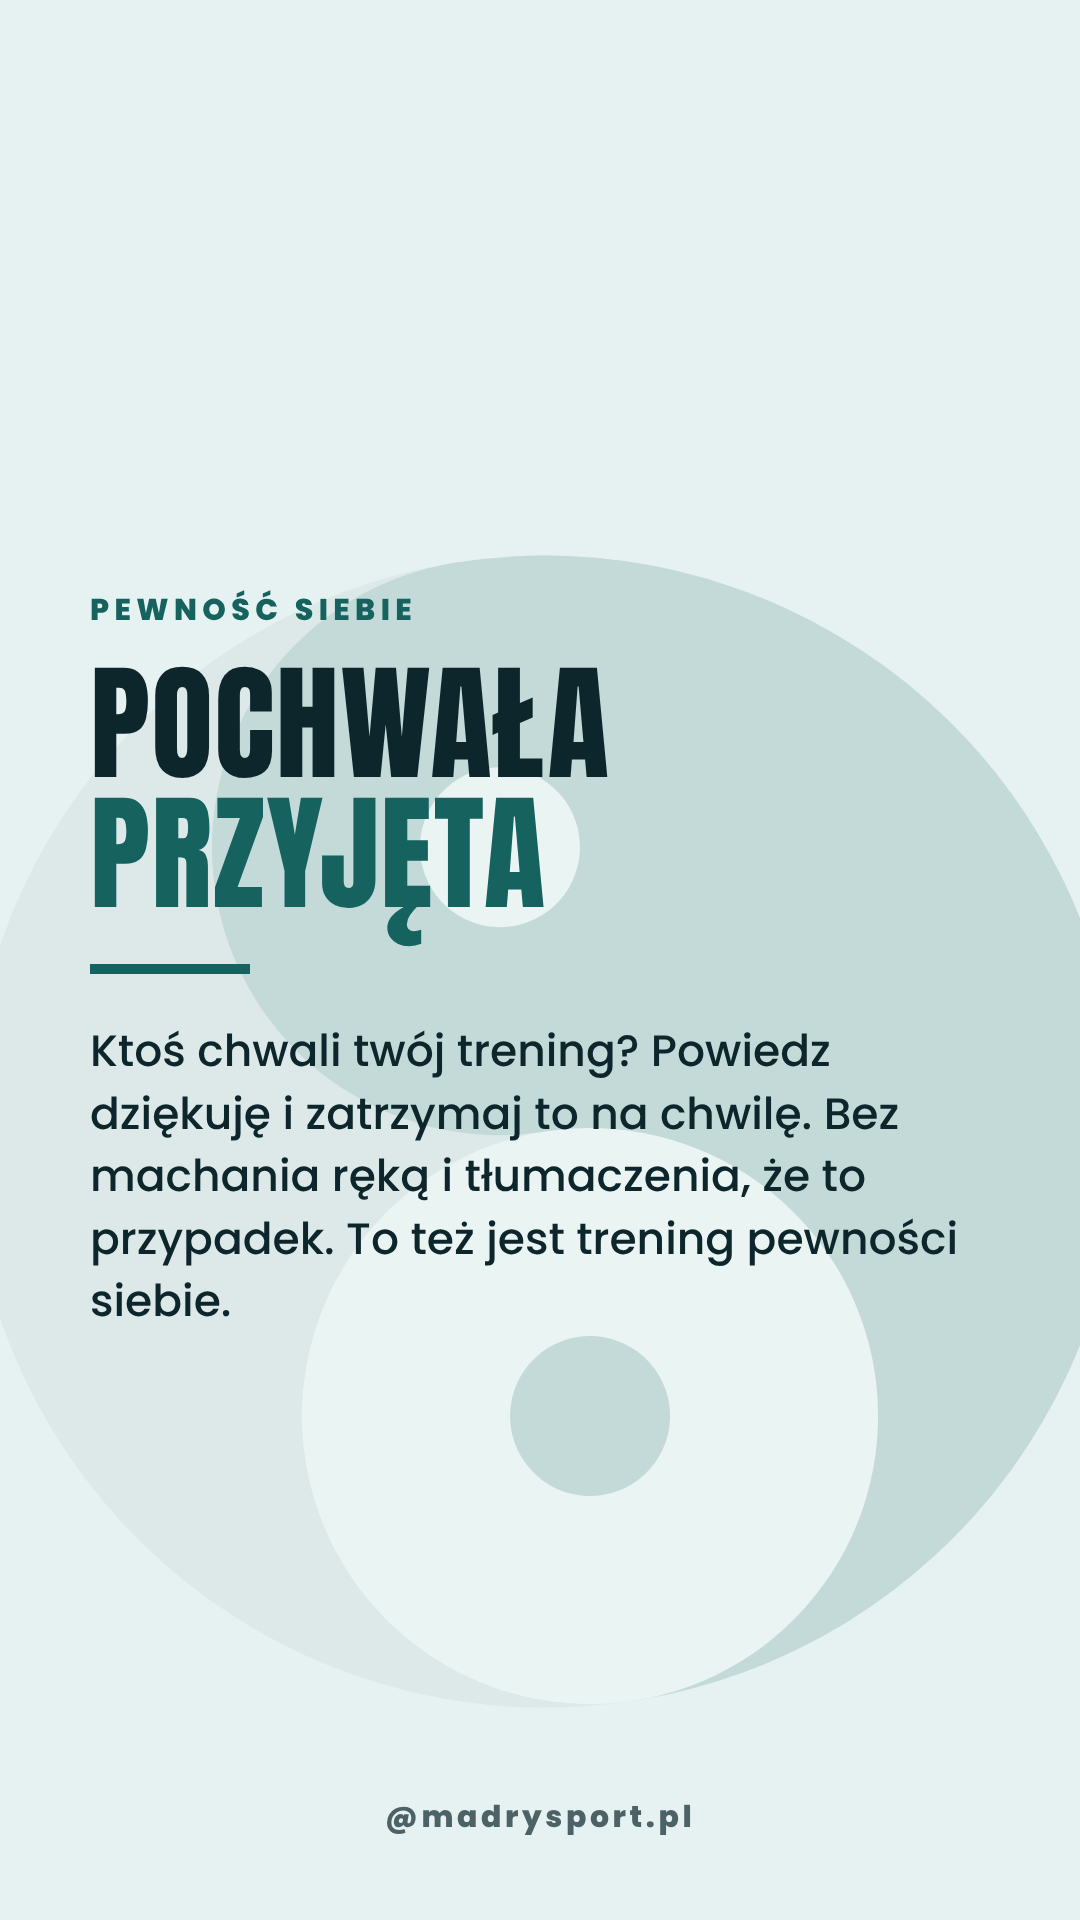 PEWNOŚĆ SIEBIE
POCHWAŁA
PRZYJĘTA
Ktoś chwali twój trening? Powiedz
dziękuję i zatrzymaj to na chwilę. Bez
machania ręką i tłumaczenia, że to
przypadek. To też jest trening pewności
siebie.
@madrysport.pl